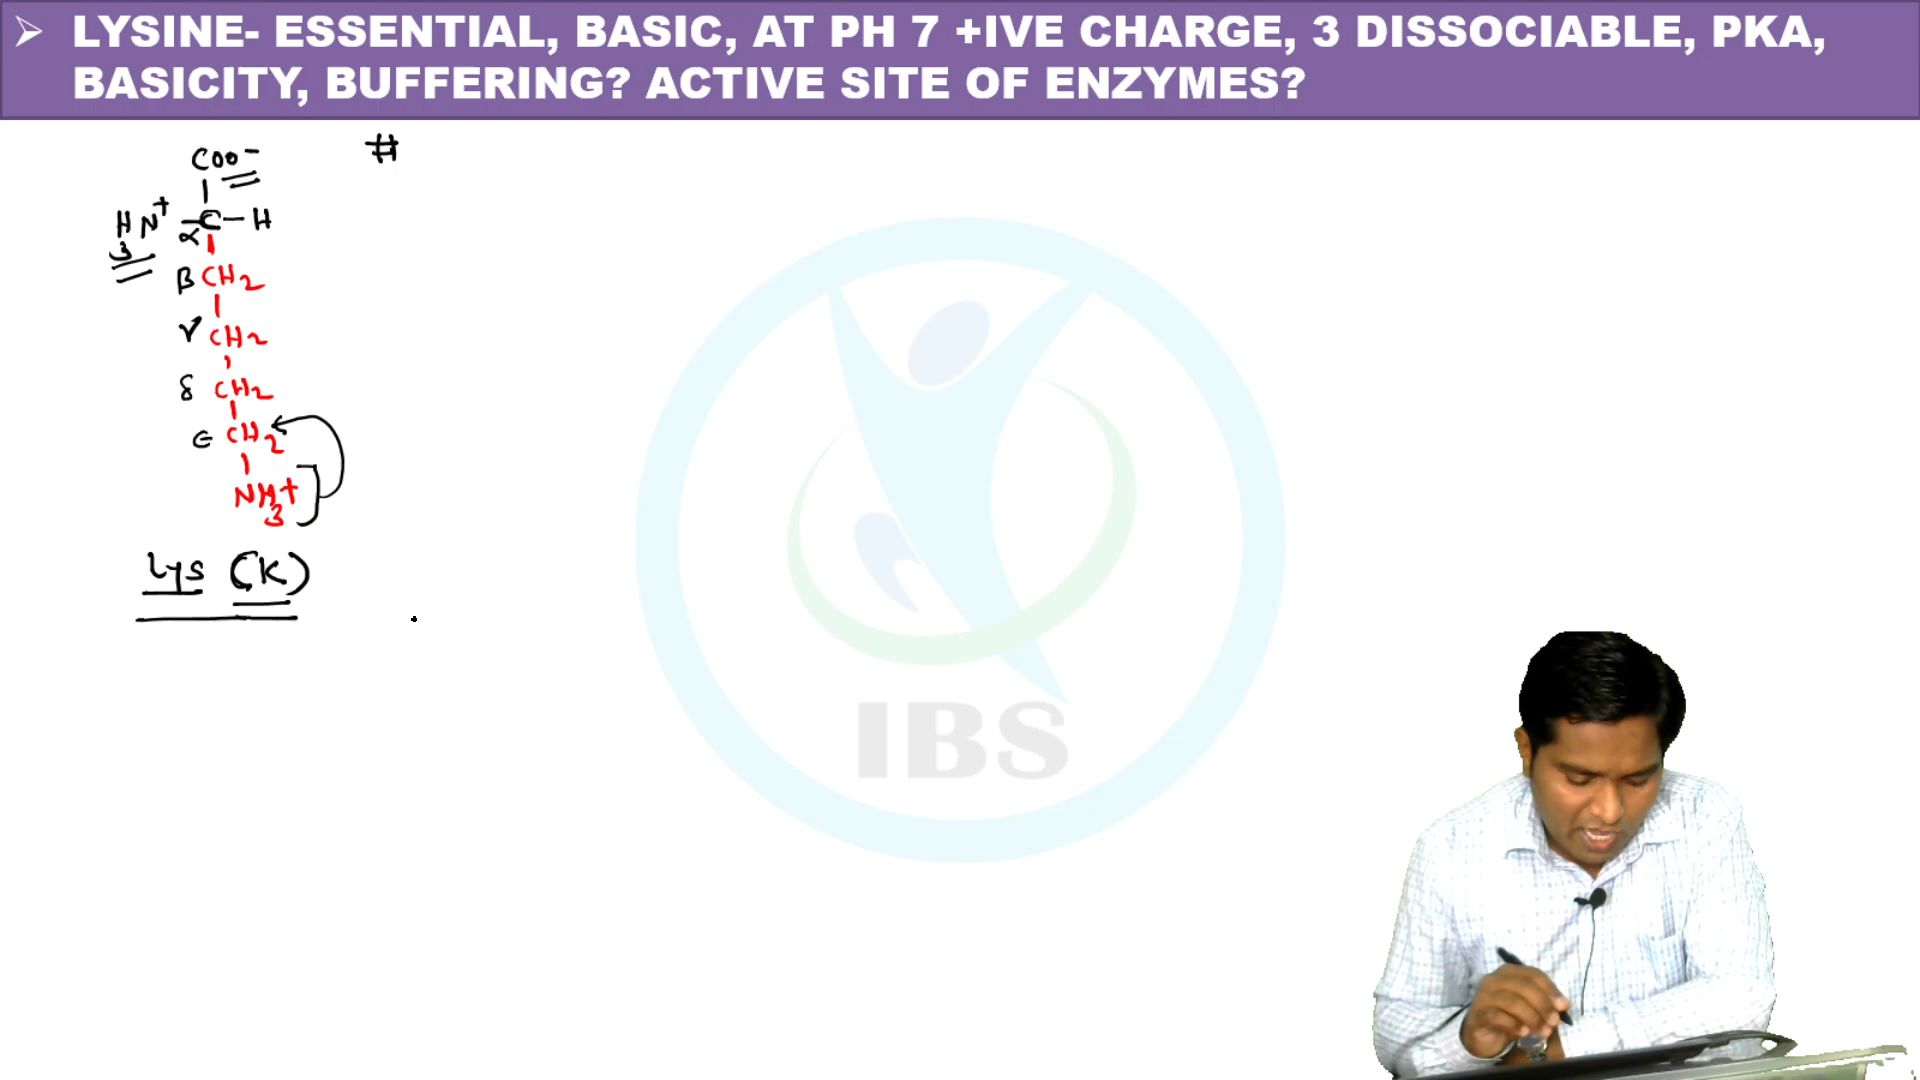 ➤ LYSINE- ESSENTIAL, BASIC, AT PH 7 +IVE CHARGE, 3 DISSOCIABLE, PKA,
BASICITY, BUFFERING? ACTIVE SITE OF ENZYMES?
COO⁻ #
H₃N⁺ -C-H
α
β CH₂
γ CH₂
δ CH₂
ϵ CH₂
NH₃⁺
Lys (K)
IBS